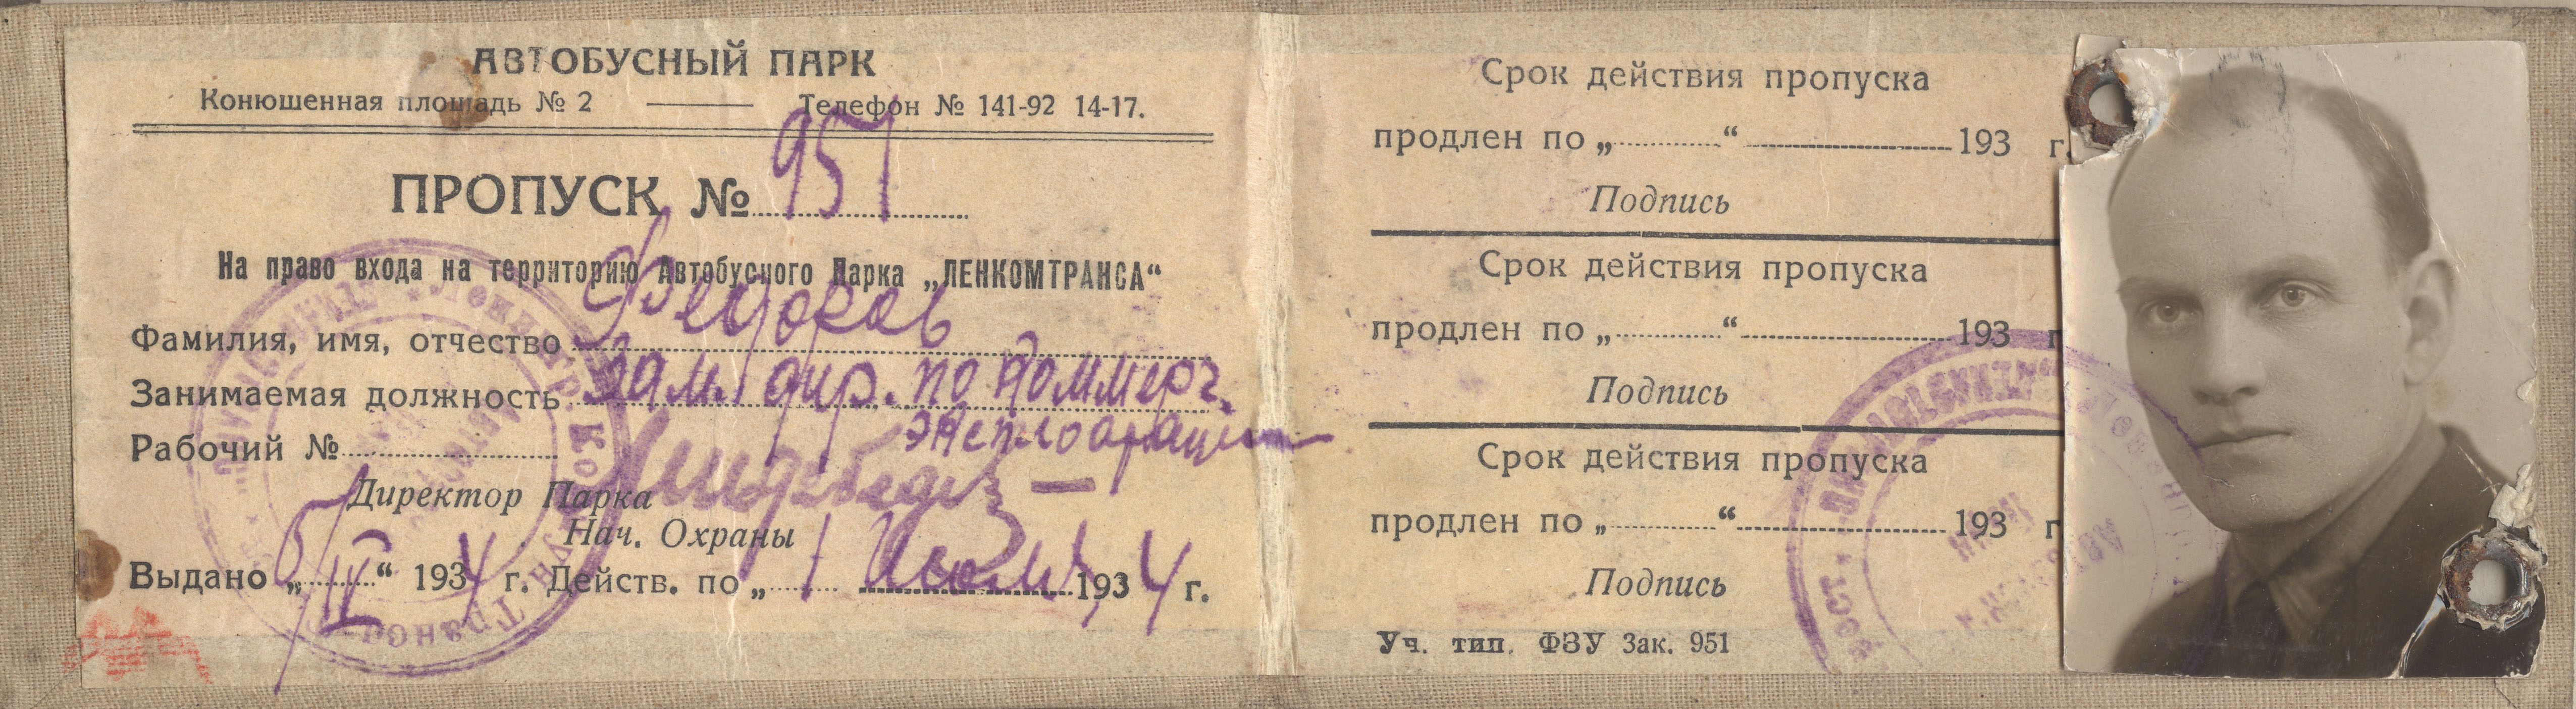 АВТОБУСНЫЙ ПАРК
Конюшенная площадь № 2 — Телефон № 141-92 14-17.
ПРОПУСК № 951
На право входа на территорию Автобусного Парка „ЛЕНКОМТРАНСА“
Фамилия, имя, отчество Федоров
Занимаемая должность Зам. дир. по коммерч.
эксплоатации
Рабочий №
Директор Парка
Нач. Охраны
Выдано „ 5/IV “ 1934 г. Действ. по „ 1 Июля 1934 г.
Срок действия пропуска
продлен по „ “ 193 г.
Подпись
Срок действия пропуска
продлен по „ “ 193 г
Подпись
Срок действия пропуска
продлен по „ “ 193 г
Подпись
Уч. тип. ФЗУ Зак. 951